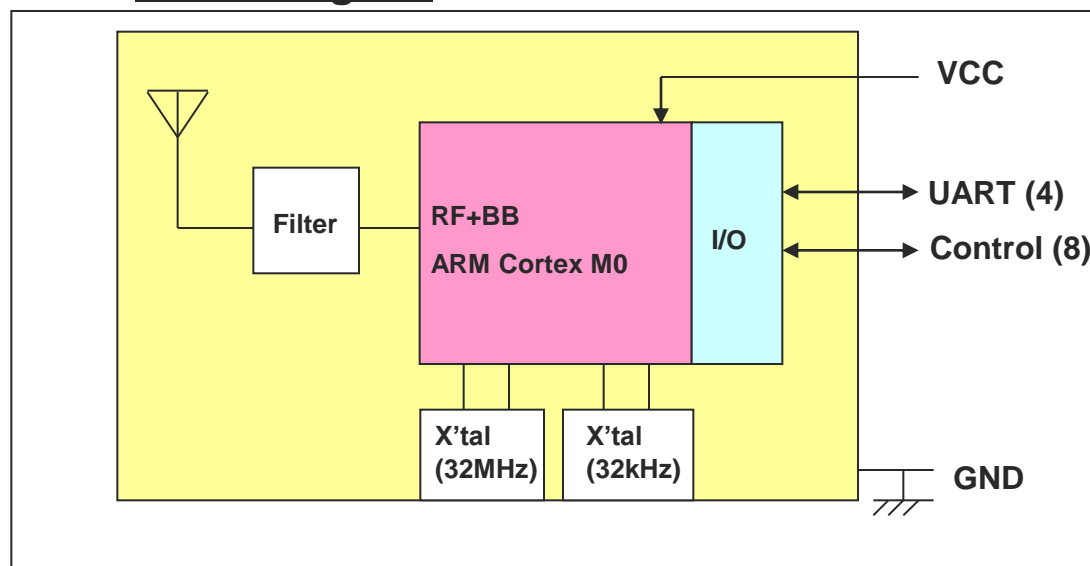 VCC
UART (4)
Control (8)
Filter
RF+BB
ARM Cortex M0
I/O
X'tal
(32MHz)
X'tal
(32kHz)
GND